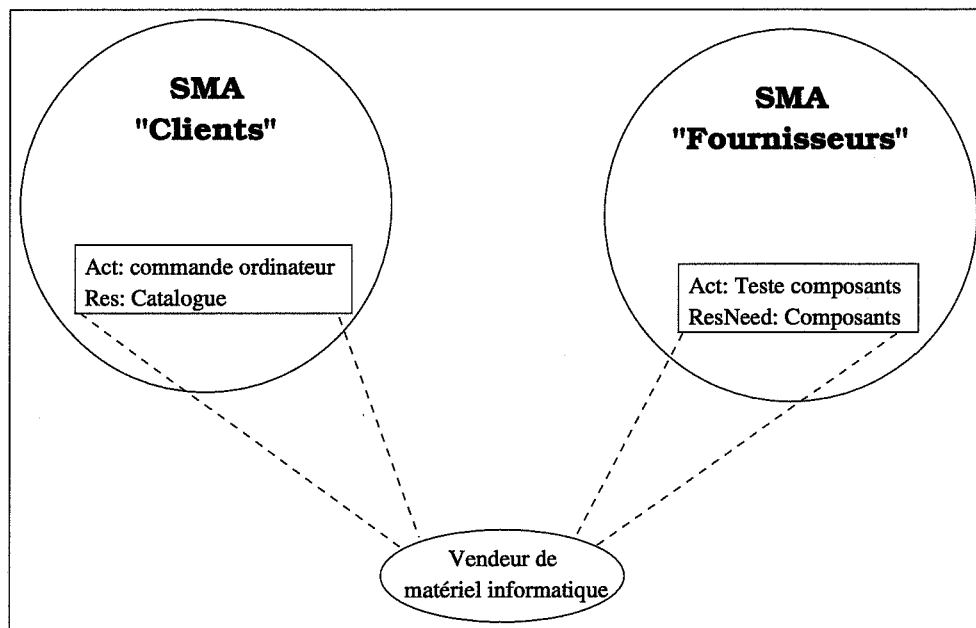 SMA
"Clients"
Act: commande ordinateur
Res: Catalogue
SMA
"Fournisseurs"
Act: Teste composants
ResNeed: Composants
Vendeur de
matériel informatique